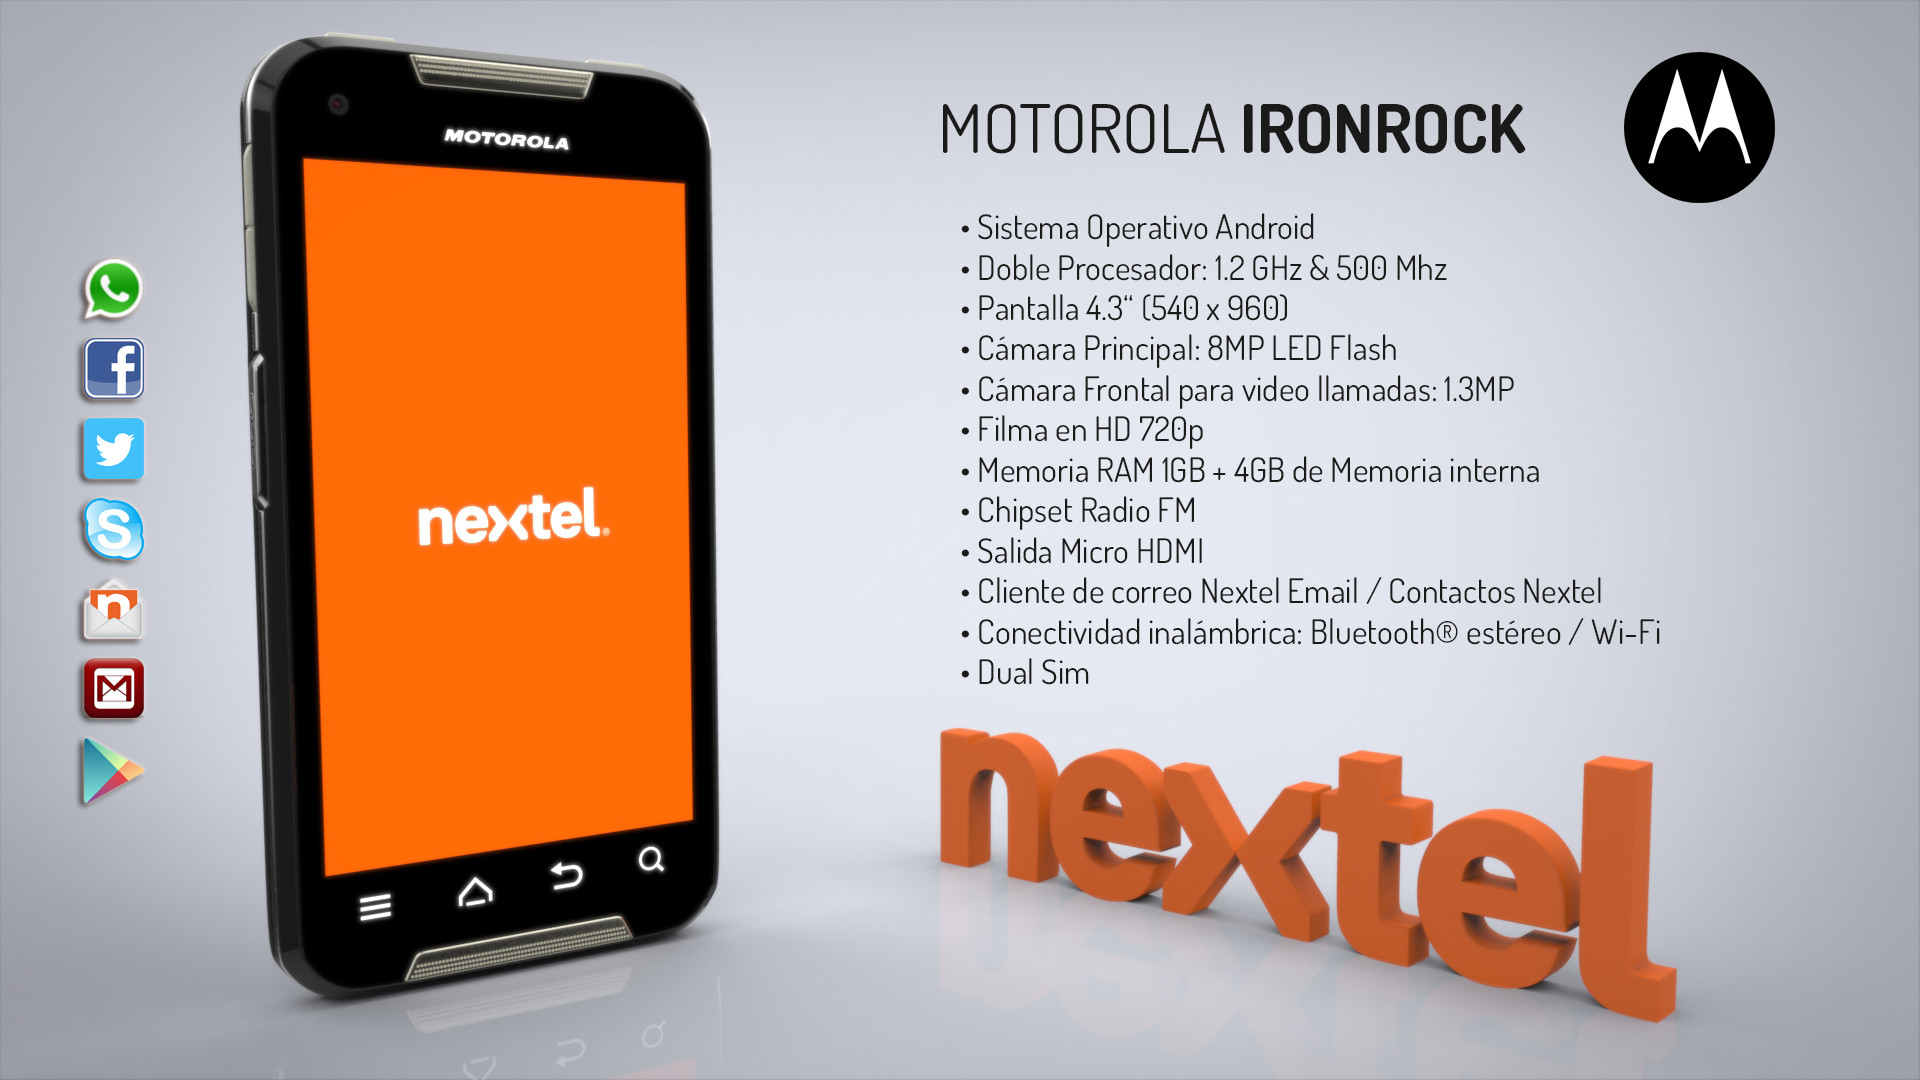 MOTOROLA
nextel®
MOTOROLA IRONROCK
• Sistema Operativo Android
• Doble Procesador: 1.2 GHz & 500 Mhz
• Pantalla 4.3“ (540 x 960)
• Cámara Principal: 8MP LED Flash
• Cámara Frontal para video llamadas: 1.3MP
• Filma en HD 720p
• Memoria RAM 1GB + 4GB de Memoria interna
• Chipset Radio FM
• Salida Micro HDMI
• Cliente de correo Nextel Email / Contactos Nextel
• Conectividad inalámbrica: Bluetooth® estéreo / Wi-Fi
• Dual Sim
nextel